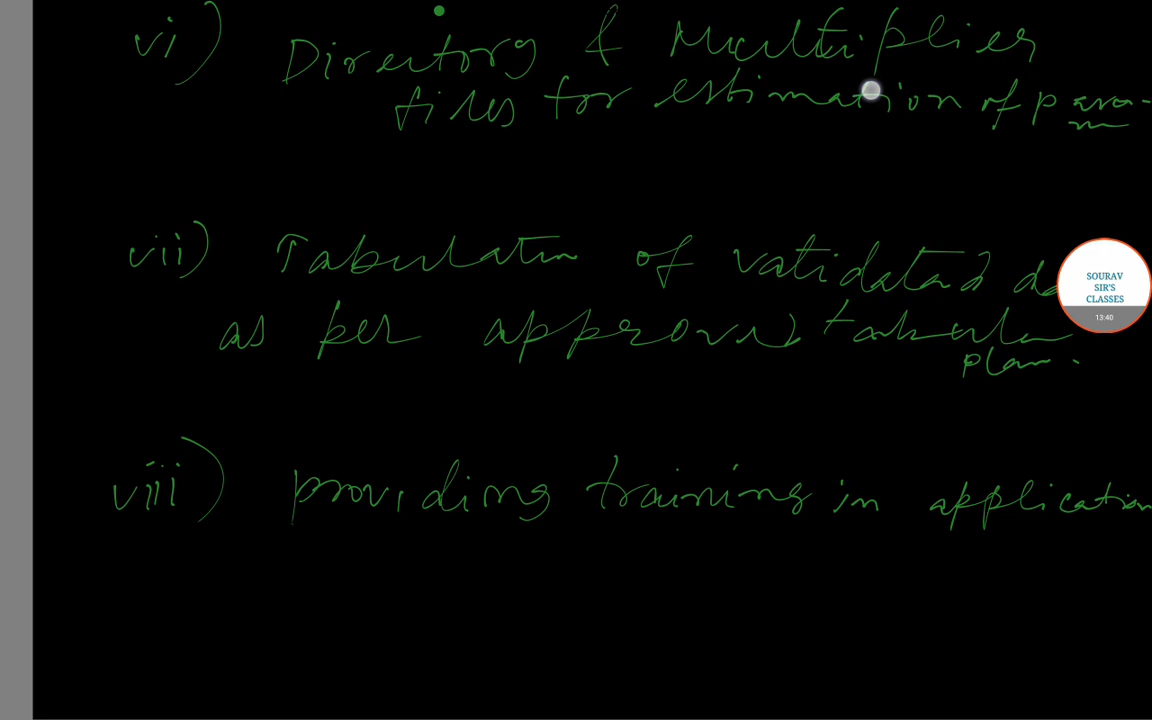 vi) Directory & Multiplier
files for estimation of para-
m
vii) Tabulation of validated da
as per approved tabula
plan.
viii) providing training in application
SOURAV
SIR'S
CLASSES
13:40